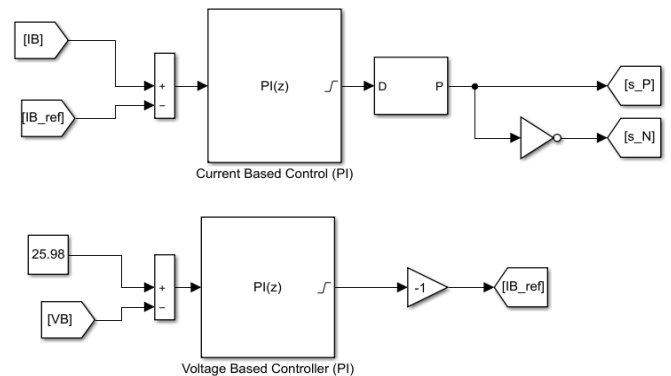 [IB]
[IB_ref]
+
−
PI(z)
D
P
[s_P]
[s_N]
Current Based Control (PI)
25.98
[VB]
+
−
PI(z)
-1
[IB_ref]
Voltage Based Controller (PI)